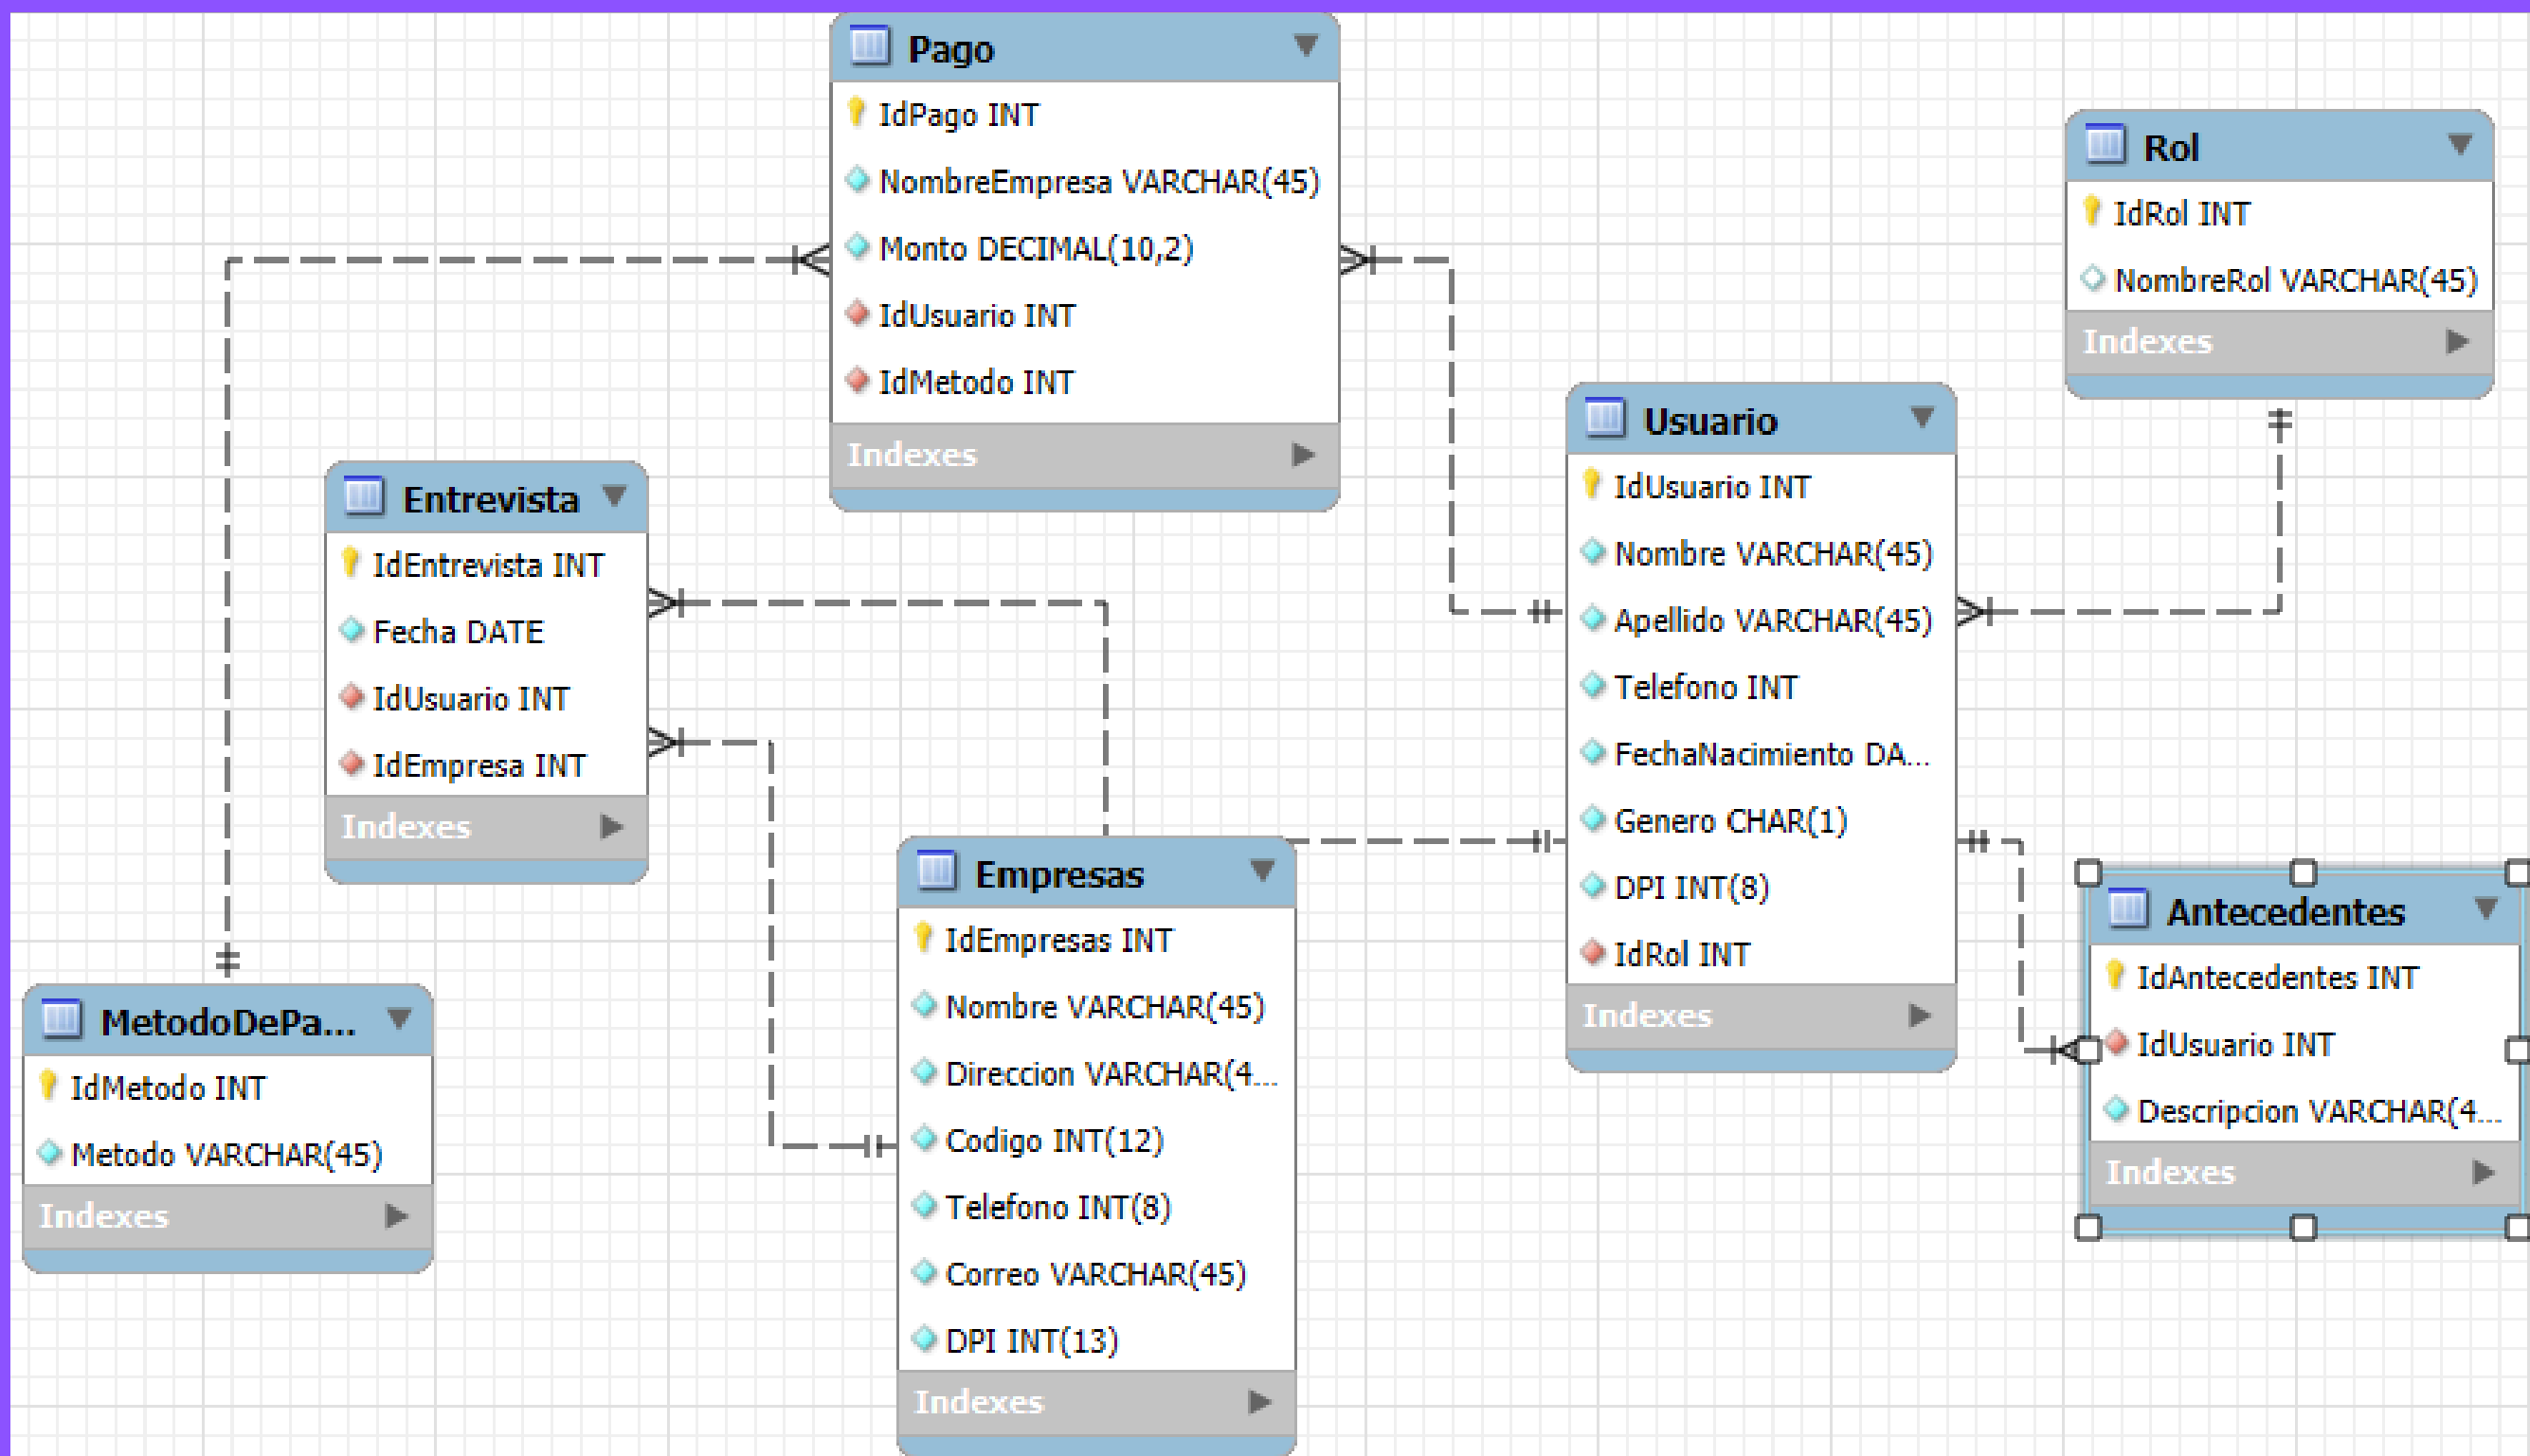 Pago
IdPago INT
NombreEmpresa VARCHAR(45)
Monto DECIMAL(10,2)
IdUsuario INT
IdMetodo INT
Indexes
Rol
IdRol INT
NombreRol VARCHAR(45)
Indexes
Entrevista
IdEntrevista INT
Fecha DATE
IdUsuario INT
IdEmpresa INT
Indexes
Usuario
IdUsuario INT
Nombre VARCHAR(45)
Apellido VARCHAR(45)
Telefono INT
FechaNacimiento DA...
Genero CHAR(1)
DPI INT(8)
IdRol INT
Indexes
Empresas
IdEmpresas INT
Nombre VARCHAR(45)
Direccion VARCHAR(4...
Codigo INT(12)
Telefono INT(8)
Correo VARCHAR(45)
DPI INT(13)
Indexes
Antecedentes
IdAntecedentes INT
IdUsuario INT
Descripcion VARCHAR(4...
Indexes
MetodoDePa...
IdMetodo INT
Metodo VARCHAR(45)
Indexes